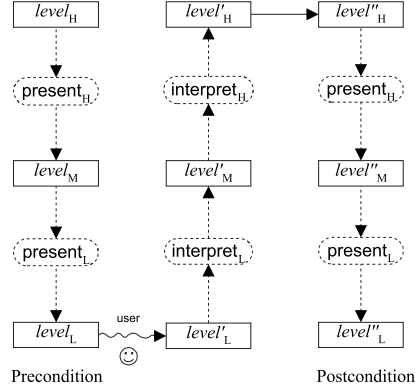 level_H level'_H level''_H
present_H interpret_H present_H
level_M level'_M level''_M
present_L interpret_L present_L
user
level_L level'_L level''_L
Precondition Postcondition